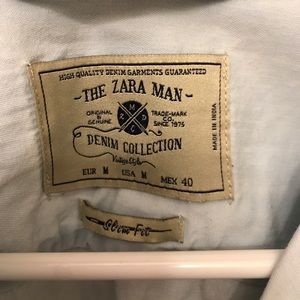 HIGH QUALITY DENIM GARMENTS GUARANTEED
- THE ZARA MAN -
ORIGINAL & GENUINE
M Z D C
TRADE-MARK CO. SINCE 1975
DENIM COLLECTION
Vintage Style
EUR M USA M MEX 40
MADE IN INDIA
Slim Fit